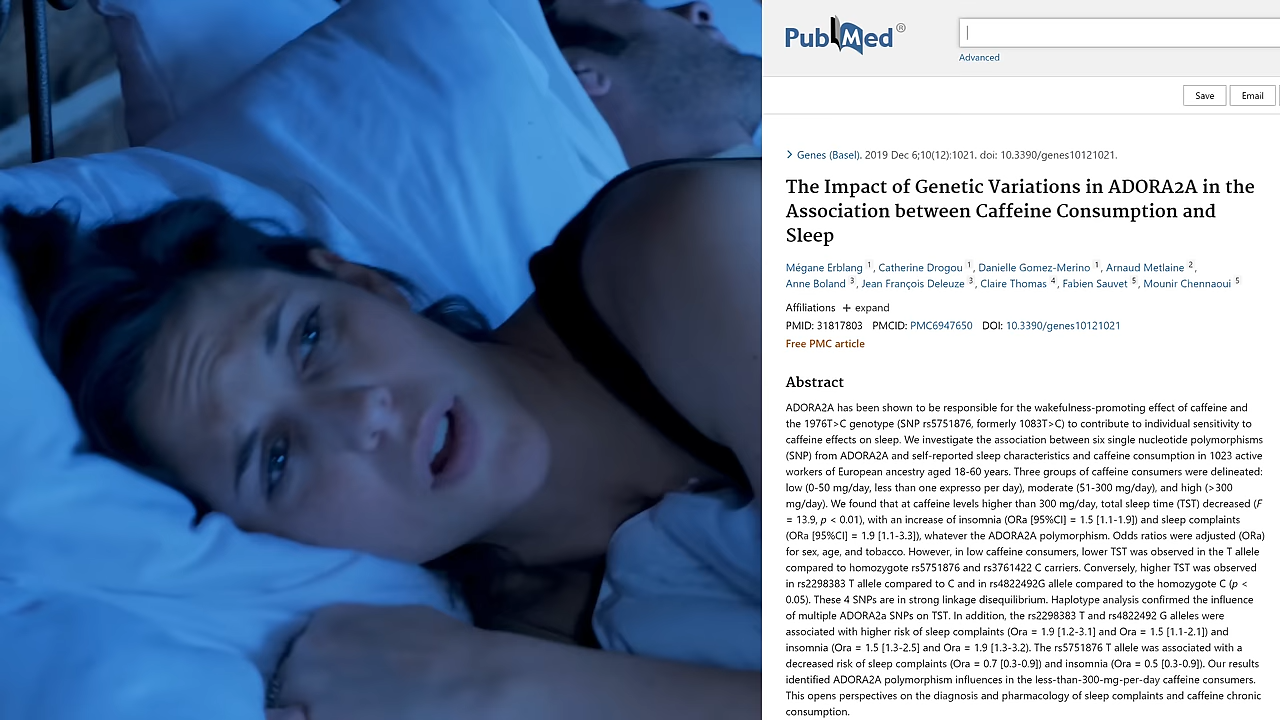 PubMed®
Advanced
Save
Email
Genes (Basel). 2019 Dec 6;10(12):1021. doi: 10.3390/genes10121021.
The Impact of Genetic Variations in ADORA2A in the
Association between Caffeine Consumption and
Sleep
Mégane Erblang 1, Catherine Drogou 1, Danielle Gomez-Merino 1, Arnaud Metlaine 2,
Anne Boland 3, Jean François Deleuze 3, Claire Thomas 4, Fabien Sauvet 5, Mounir Chennaoui 5
Affiliations + expand
PMID: 31817803 PMCID: PMC6947650 DOI: 10.3390/genes10121021
Free PMC article
Abstract
ADORA2A has been shown to be responsible for the wakefulness-promoting effect of caffeine and
the 1976T>C genotype (SNP rs5751876, formerly 1083T>C) to contribute to individual sensitivity to
caffeine effects on sleep. We investigate the association between six single nucleotide polymorphisms
(SNP) from ADORA2A and self-reported sleep characteristics and caffeine consumption in 1023 active
workers of European ancestry aged 18-60 years. Three groups of caffeine consumers were delineated:
low (0-50 mg/day, less than one expresso per day), moderate (51-300 mg/day), and high (>300
mg/day). We found that at caffeine levels higher than 300 mg/day, total sleep time (TST) decreased (F
= 13.9, p < 0.01), with an increase of insomnia (ORa [95%CI] = 1.5 [1.1-1.9]) and sleep complaints
(ORa [95%CI] = 1.9 [1.1-3.3]), whatever the ADORA2A polymorphism. Odds ratios were adjusted (ORa)
for sex, age, and tobacco. However, in low caffeine consumers, lower TST was observed in the T allele
compared to homozygote rs5751876 and rs3761422 C carriers. Conversely, higher TST was observed
in rs2298383 T allele compared to C and in rs4822492G allele compared to the homozygote C (p <
0.05). These 4 SNPs are in strong linkage disequilibrium. Haplotype analysis confirmed the influence
of multiple ADORA2a SNPs on TST. In addition, the rs2298383 T and rs4822492 G alleles were
associated with higher risk of sleep complaints (Ora = 1.9 [1.2-3.1] and Ora = 1.5 [1.1-2.1]) and
insomnia (Ora = 1.5 [1.3-2.5] and Ora = 1.9 [1.3-3.2). The rs5751876 T allele was associated with a
decreased risk of sleep complaints (Ora = 0.7 [0.3-0.9]) and insomnia (Ora = 0.5 [0.3-0.9]). Our results
identified ADORA2A polymorphism influences in the less-than-300-mg-per-day caffeine consumers.
This opens perspectives on the diagnosis and pharmacology of sleep complaints and caffeine chronic
consumption.